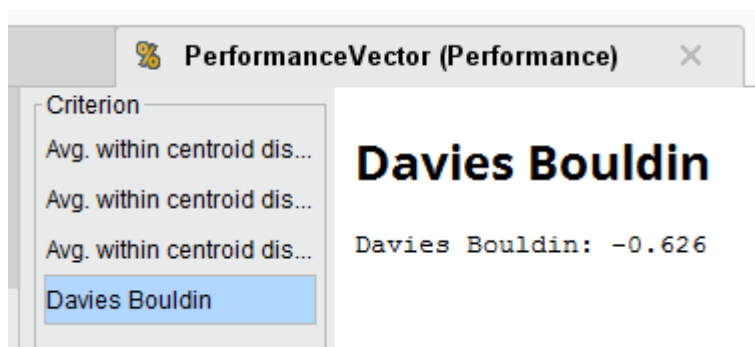 PerformanceVector (Performance)
Criterion
Avg. within centroid dis...
Avg. within centroid dis...
Avg. within centroid dis...
Davies Bouldin
Davies Bouldin
Davies Bouldin: -0.626